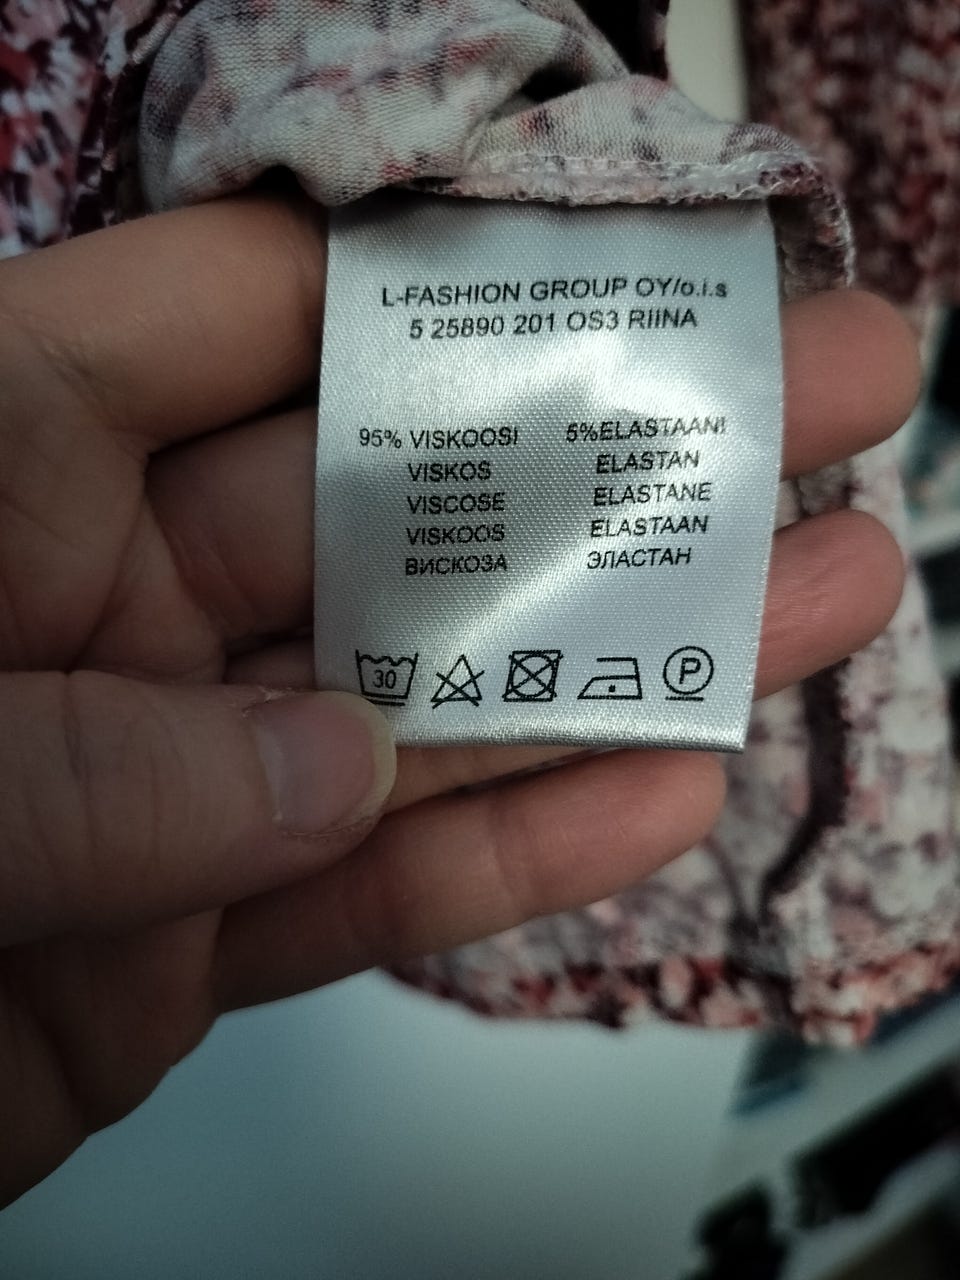 L-FASHION GROUP OY/o.i.s
5 25890 201 OS3 RIINA
95% VISKOOSI 5%ELASTAANI
VISKOS ELASTAN
VISCOSE ELASTANE
VISKOOS ELASTAAN
ВИСКОЗА ЭЛАСТАН
30 P